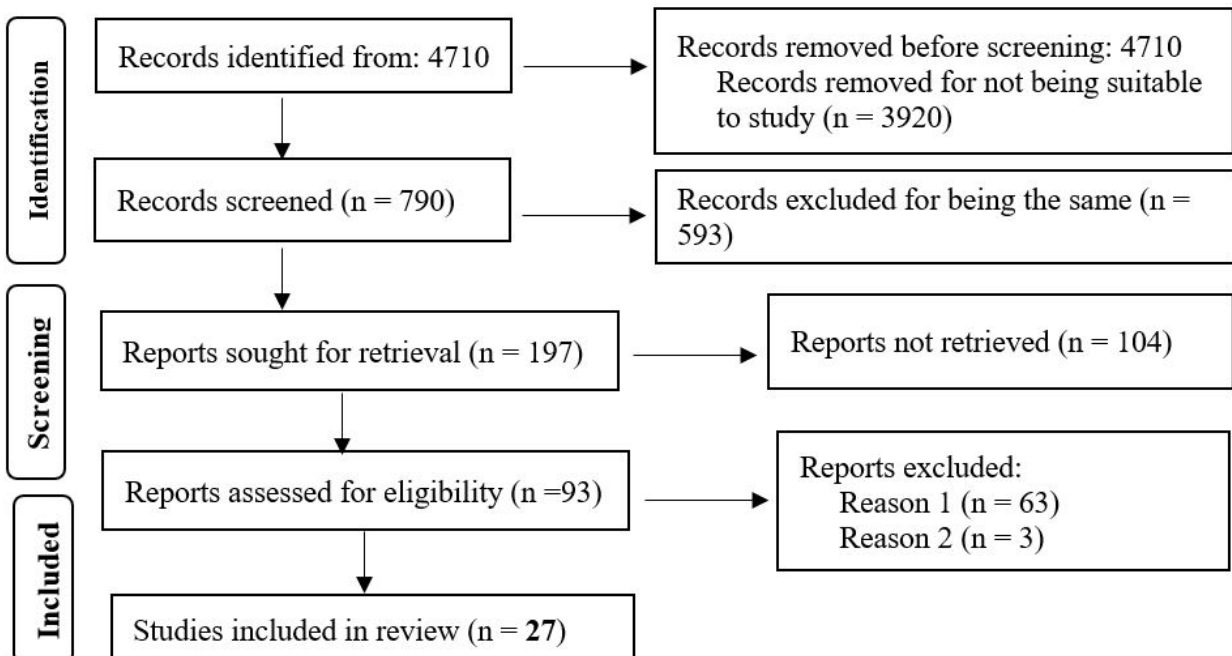 Identification
Records identified from: 4710
Records removed before screening: 4710
Records removed for not being suitable
to study (n = 3920)
Records screened (n = 790)
Records excluded for being the same (n =
593)
Screening
Reports sought for retrieval (n = 197)
Reports not retrieved (n = 104)
Reports assessed for eligibility (n =93)
Reports excluded:
Reason 1 (n = 63)
Reason 2 (n = 3)
Included
Studies included in review (n = 27)